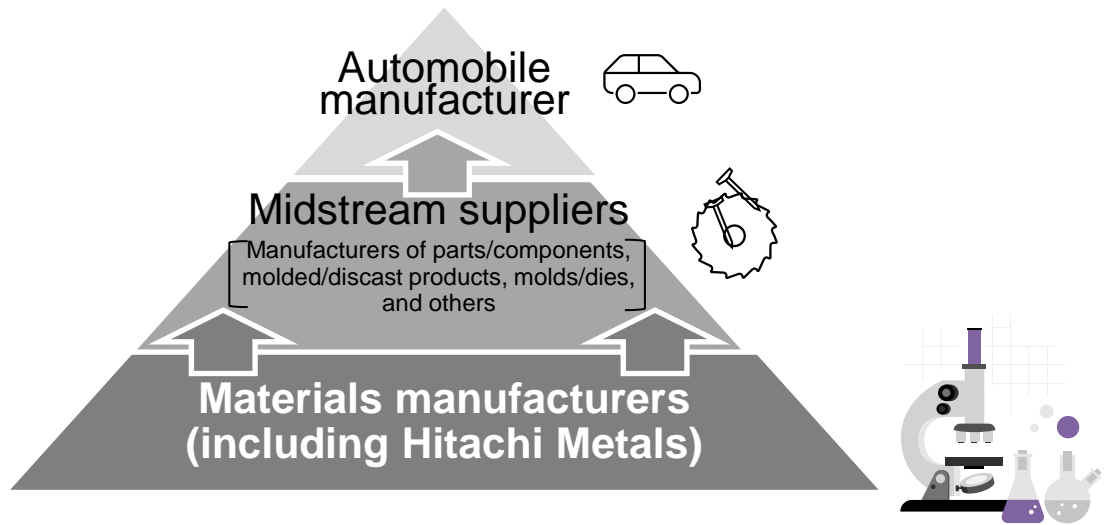 Automobile
manufacturer
Midstream suppliers
Manufacturers of parts/components,
molded/discast products, molds/dies,
and others
Materials manufacturers
(including Hitachi Metals)